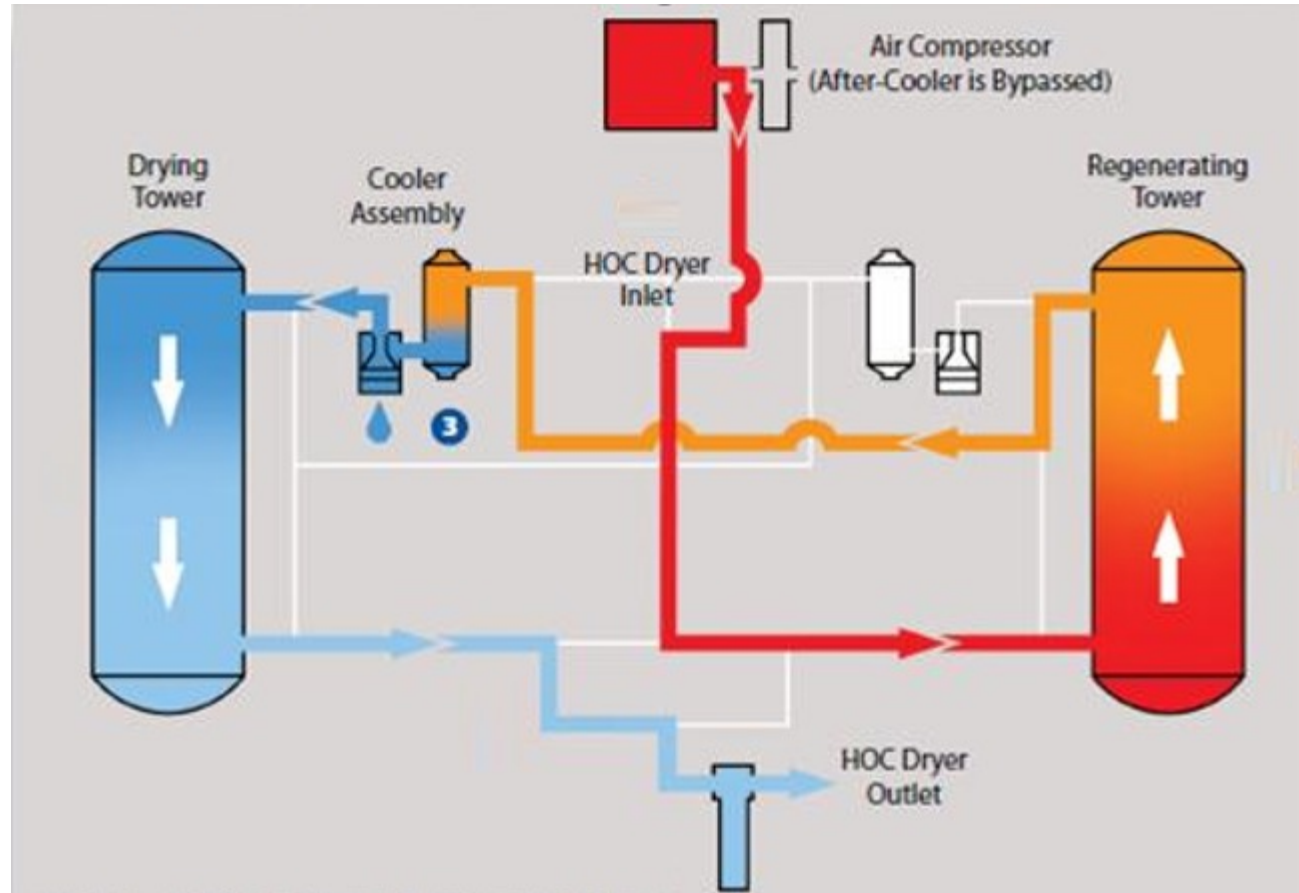 Air Compressor
(After-Cooler is Bypassed)
Drying
Tower
Cooler
Assembly
Regenerating
Tower
HOC Dryer
Inlet
3
HOC Dryer
Outlet